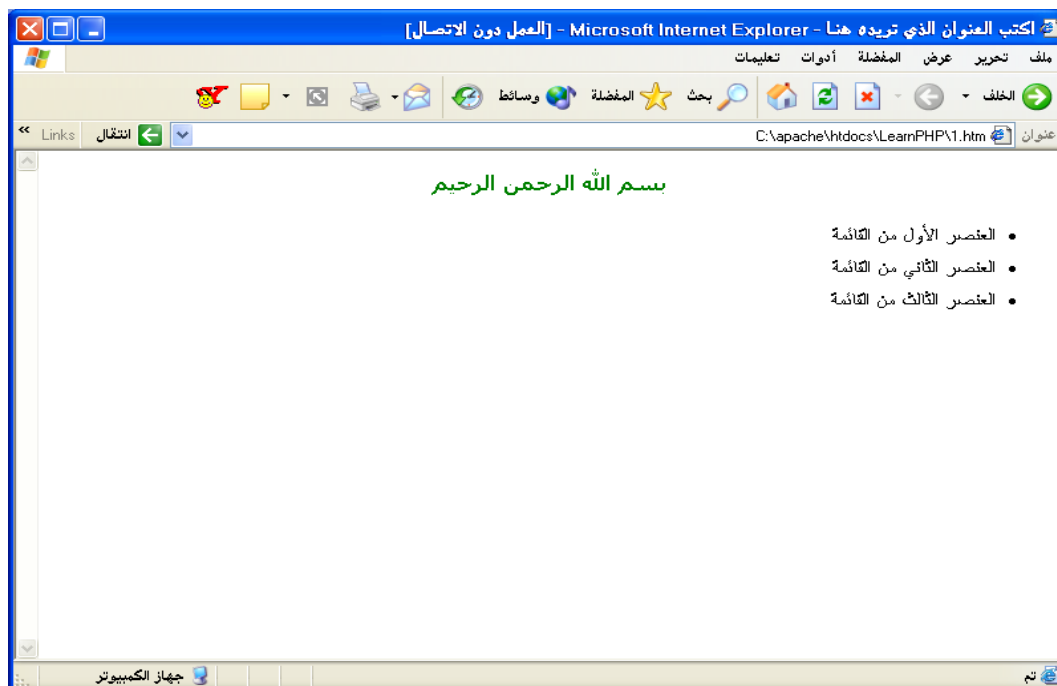 اكتب العنوان الذي تريده هنا - Microsoft Internet Explorer - [العمل دون الاتصال]
ملف تحرير عرض المفضلة أدوات تعليمات
الخلف بحث المفضلة وسائط
عنوان C:\apache\htdocs\LearnPHP\1.htm انتقال Links »
بسم الله الرحمن الرحيم
• العنصر الأول من القائمة
• العنصر الثاني من القائمة
• العنصر الثالث من القائمة
تم جهاز الكمبيوتر